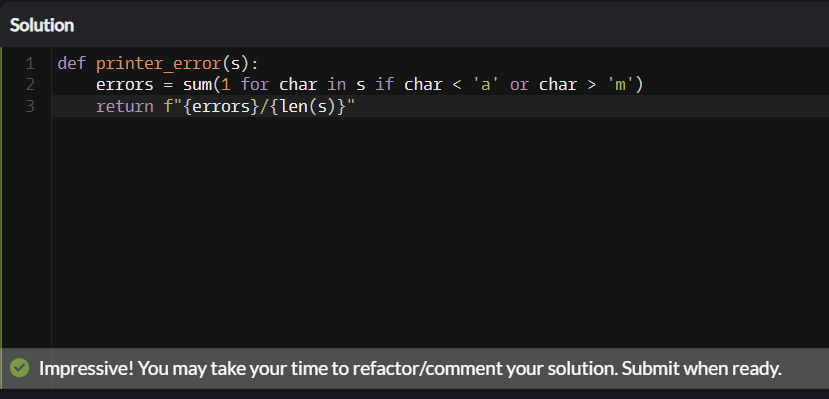 Solution
1 def printer_error(s):
2     errors = sum(1 for char in s if char < 'a' or char > 'm')
3     return f"{errors}/{len(s)}"
Impressive! You may take your time to refactor/comment your solution. Submit when ready.